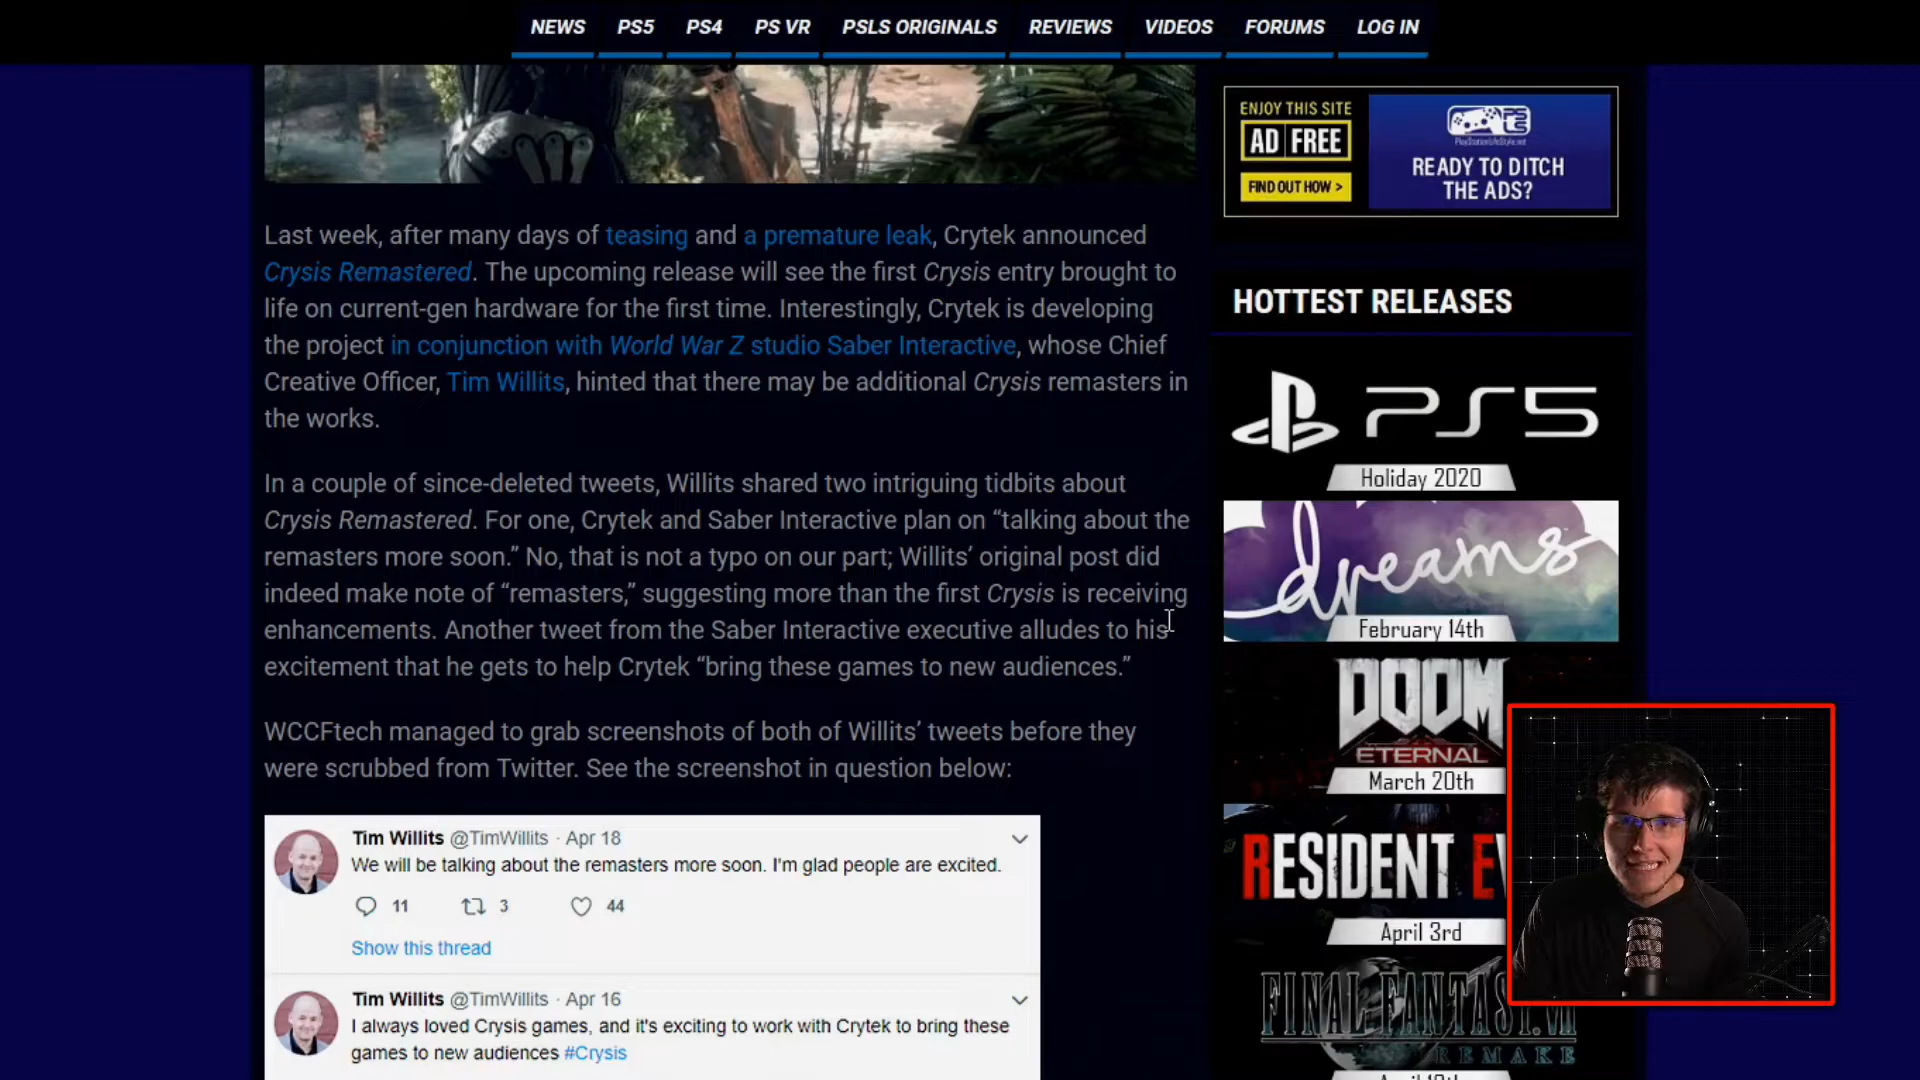 NEWS PS5 PS4 PS VR PSLS ORIGINALS REVIEWS VIDEOS FORUMS LOG IN
Last week, after many days of teasing and a premature leak, Crytek announced
Crysis Remastered. The upcoming release will see the first Crysis entry brought to
life on current-gen hardware for the first time. Interestingly, Crytek is developing
the project in conjunction with World War Z studio Saber Interactive, whose Chief
Creative Officer, Tim Willits, hinted that there may be additional Crysis remasters in
the works.
In a couple of since-deleted tweets, Willits shared two intriguing tidbits about
Crysis Remastered. For one, Crytek and Saber Interactive plan on “talking about the
remasters more soon.” No, that is not a typo on our part; Willits’ original post did
indeed make note of “remasters,” suggesting more than the first Crysis is receiving
enhancements. Another tweet from the Saber Interactive executive alludes to his
excitement that he gets to help Crytek “bring these games to new audiences.”
WCCFtech managed to grab screenshots of both of Willits’ tweets before they
were scrubbed from Twitter. See the screenshot in question below:
Tim Willits @TimWillits · Apr 18
We will be talking about the remasters more soon. I'm glad people are excited.
11 3 44
Show this thread
Tim Willits @TimWillits · Apr 16
I always loved Crysis games, and it's exciting to work with Crytek to bring these
games to new audiences #Crysis
ENJOY THIS SITE
AD FREE
FIND OUT HOW >
PlayStationLifeStyle.net
READY TO DITCH
THE ADS?
HOTTEST RELEASES
PS5
Holiday 2020
dreams
February 14th
DOOM
ETERNAL
March 20th
RESIDENT
April 3rd
FINAL FANTASY VII
REMAKE